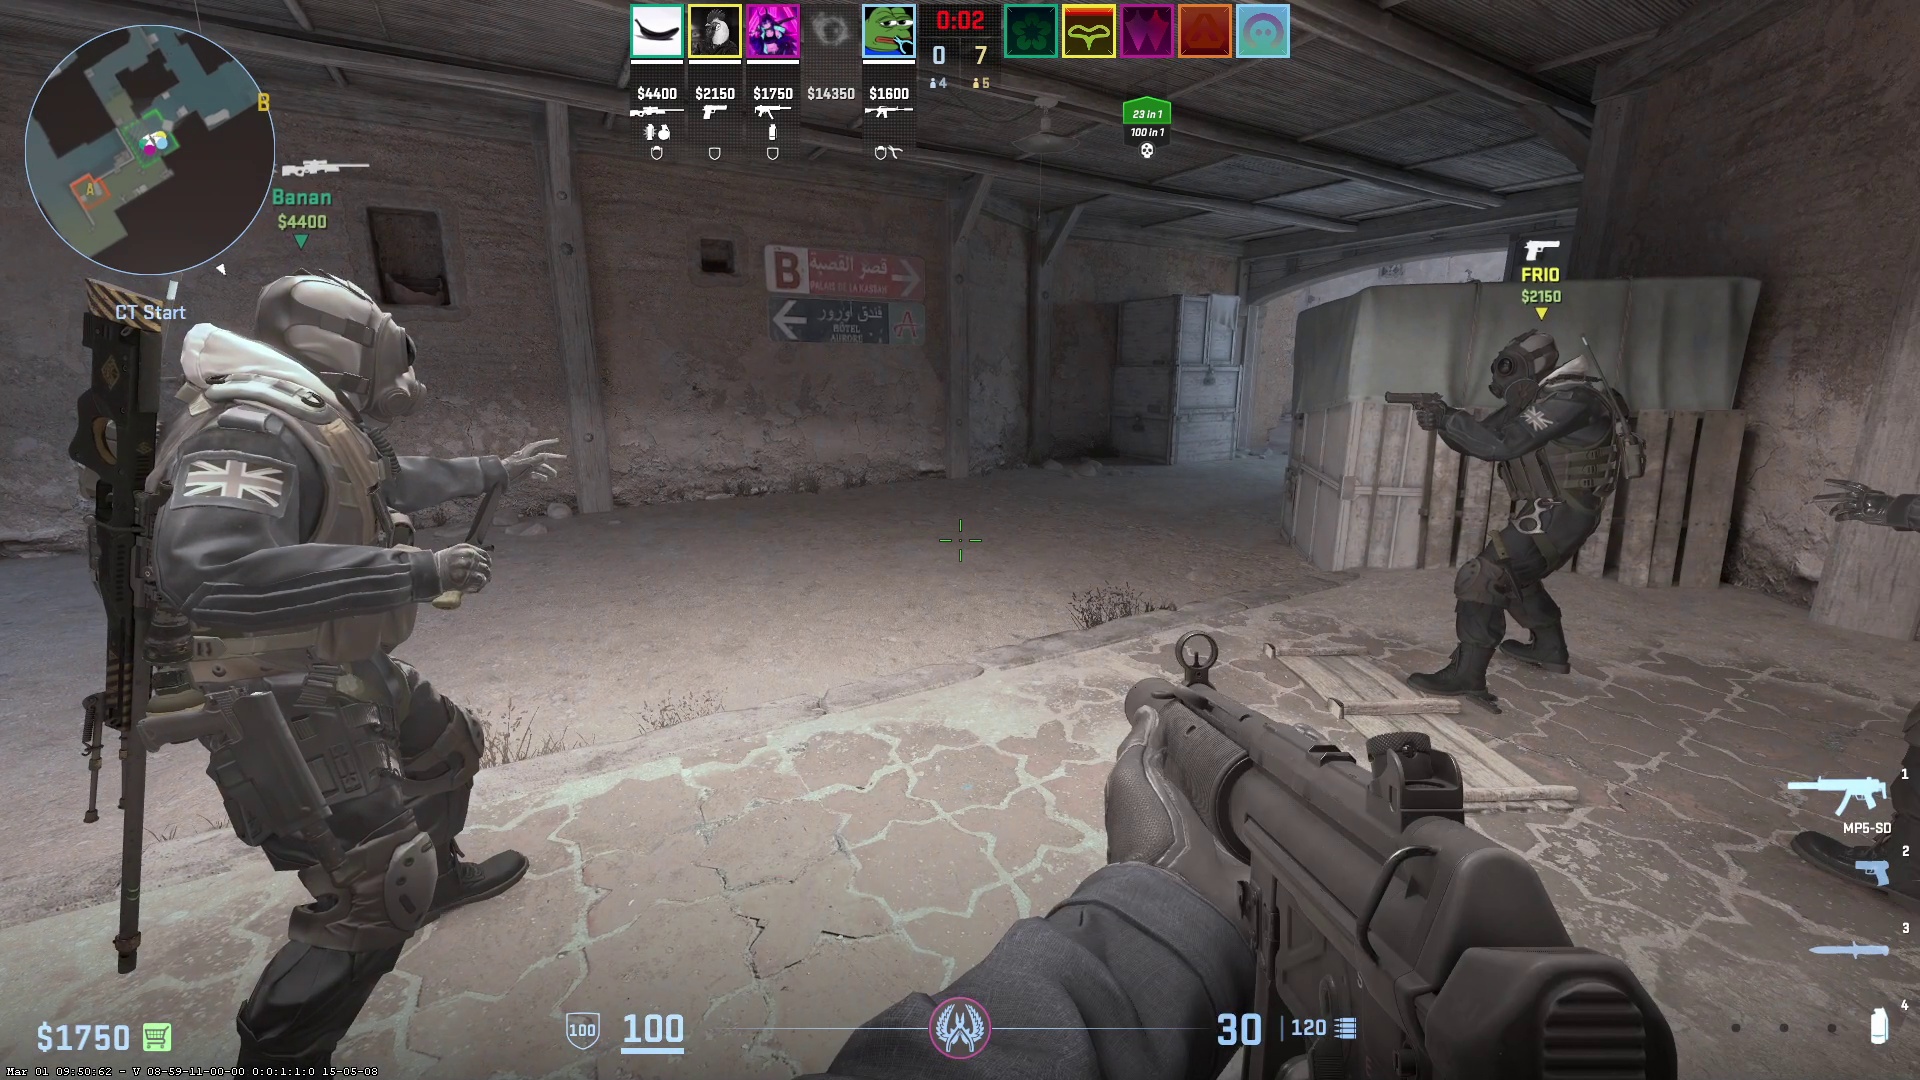 0:02
0 7
4 5
$4400 $2150 $1750 $14350 $1600
23 in 1
100 in 1
B
A
CT Start
Banan
$4400
FRIO
$2150
B قصر القصبة
PALAIS DE LA KASBAH
فندق أورور A
HÔTEL
AURORE
1
MP5-SD
2
3
4
$1750
100 100
30 120
Mar 01 09:50:62 - V 08-59-11-00-00 0:0:1:1:0 15-05-08